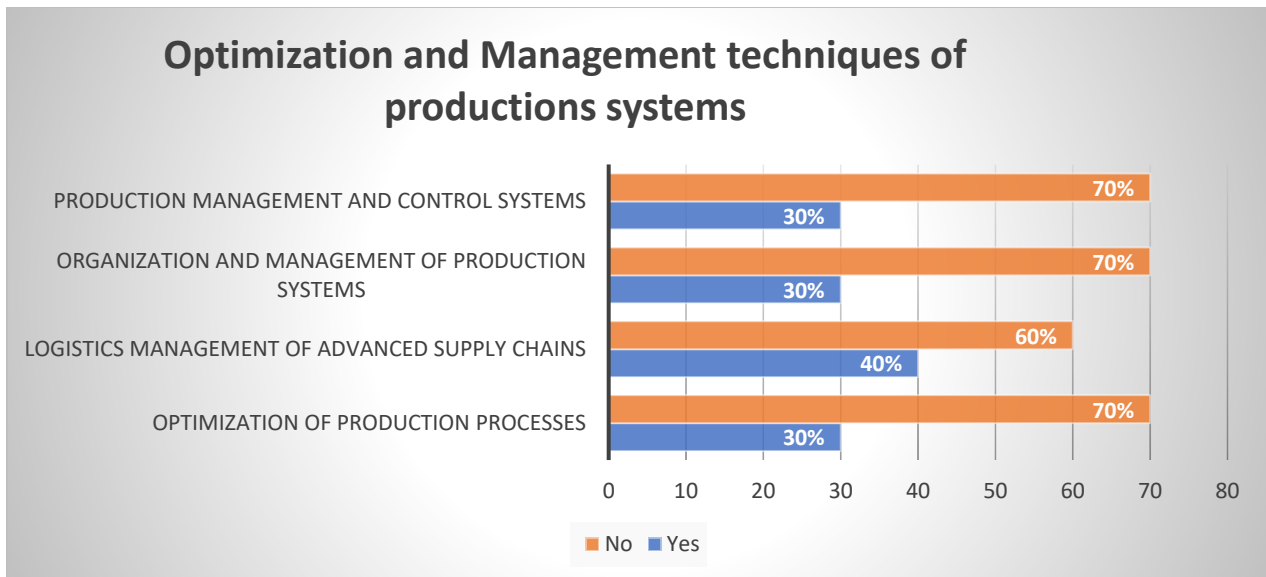 Optimization and Management techniques of
productions systems
PRODUCTION MANAGEMENT AND CONTROL SYSTEMS
70%
30%
ORGANIZATION AND MANAGEMENT OF PRODUCTION
SYSTEMS
70%
30%
LOGISTICS MANAGEMENT OF ADVANCED SUPPLY CHAINS
60%
40%
OPTIMIZATION OF PRODUCTION PROCESSES
70%
30%
0 10 20 30 40 50 60 70 80
No Yes